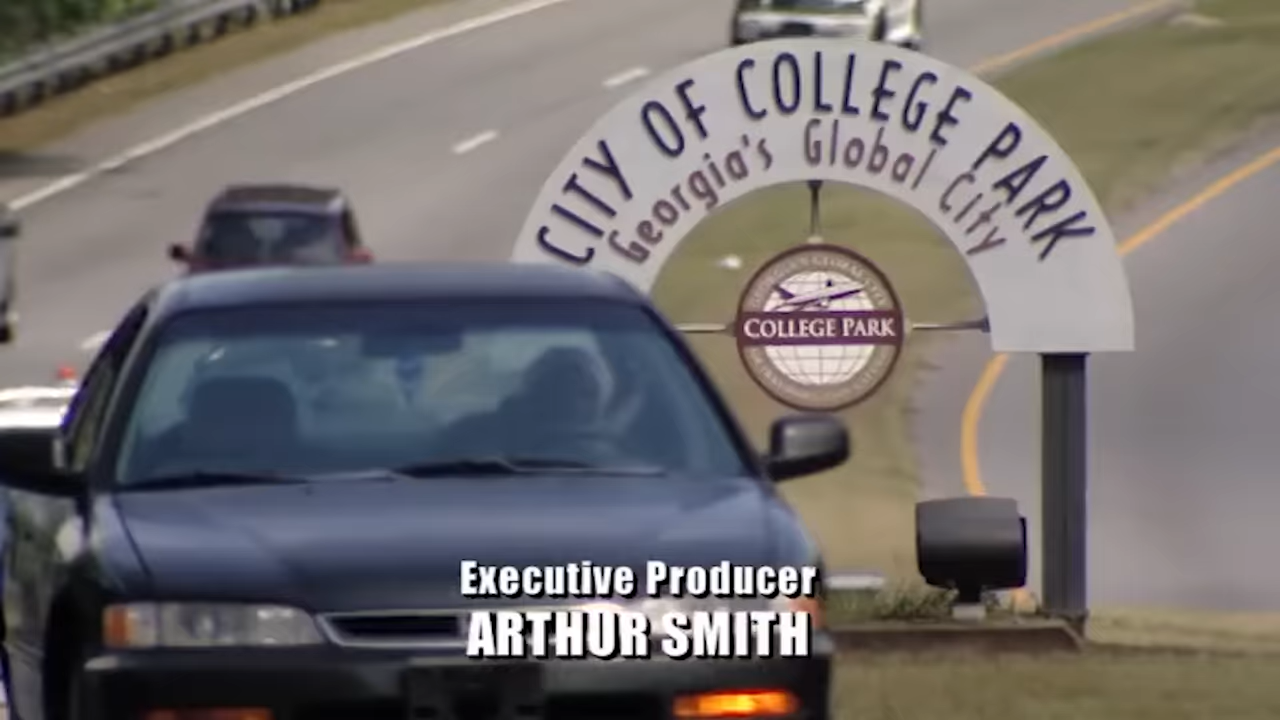 CITY OF COLLEGE PARK
Georgia's Global City
COLLEGE PARK
Executive Producer
ARTHUR SMITH